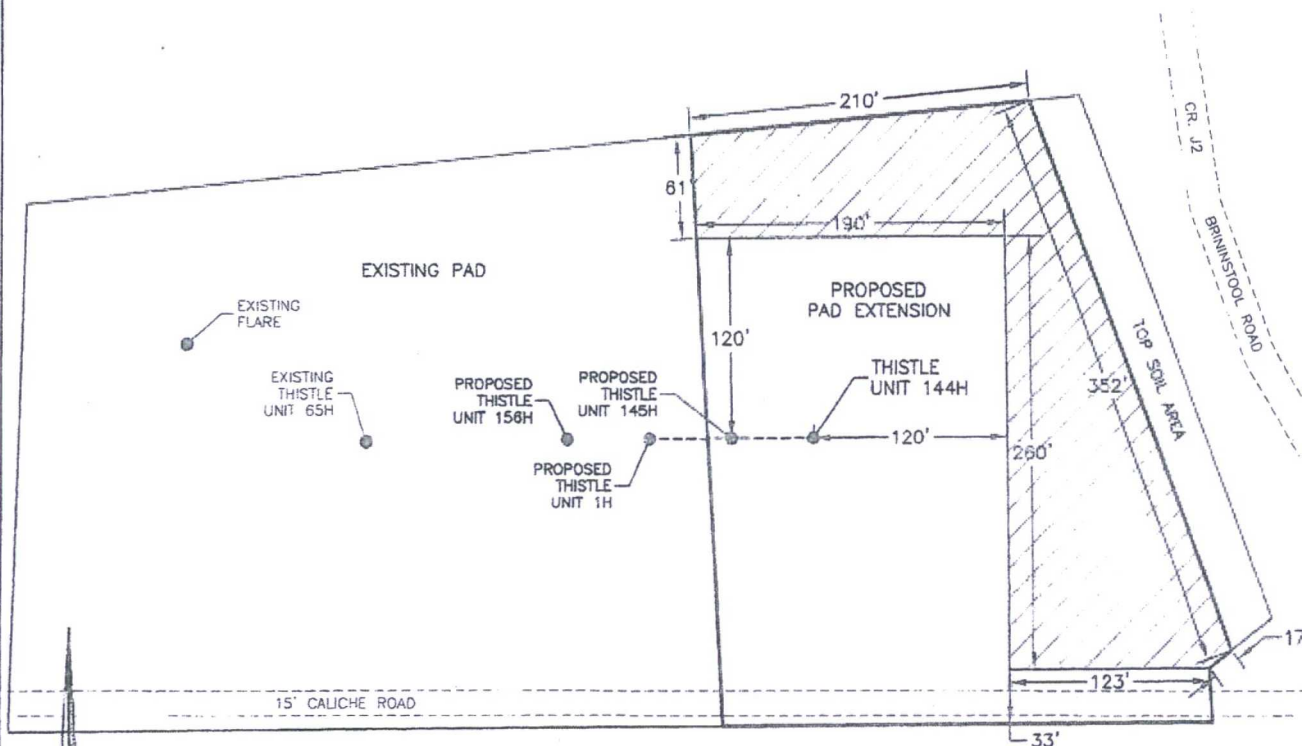 210'
61
190'
EXISTING PAD
PROPOSED
PAD EXTENSION
CR. J2
BRININSTOOL ROAD
EXISTING
FLARE
120'
TOP SOIL AREA
352'
EXISTING
THISTLE
UNIT 65H
PROPOSED
THISTLE
UNIT 156H
PROPOSED
THISTLE
UNIT 145H
THISTLE
UNIT 144H
120'
260'
PROPOSED
THISTLE
UNIT 1H
17
123'
15' CALICHE ROAD
33'